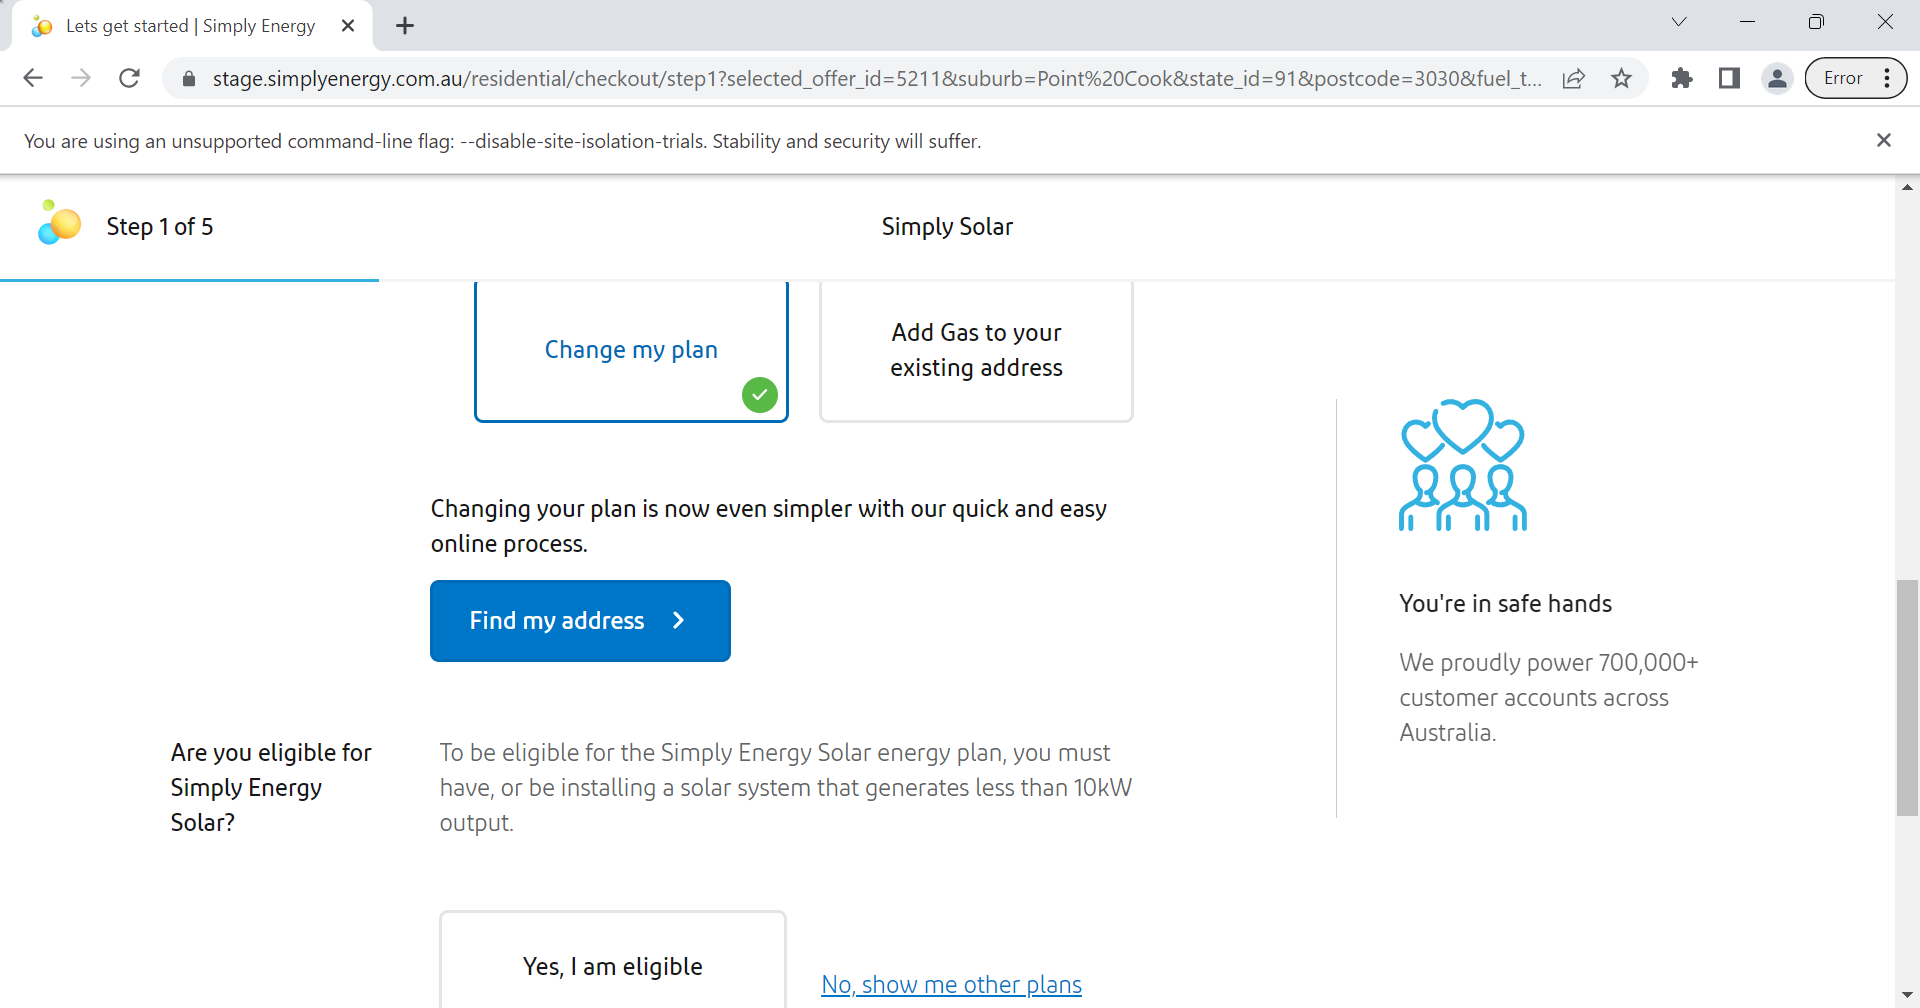 Lets get started | Simply Energy
stage.simplyenergy.com.au/residential/checkout/step1?selected_offer_id=5211&suburb=Point%20Cook&state_id=91&postcode=3030&fuel_t...
Error
You are using an unsupported command-line flag: --disable-site-isolation-trials. Stability and security will suffer.
Step 1 of 5
Simply Solar
Change my plan
Add Gas to your
existing address
Changing your plan is now even simpler with our quick and easy
online process.
Find my address
You're in safe hands
We proudly power 700,000+
customer accounts across
Australia.
Are you eligible for
Simply Energy
Solar?
To be eligible for the Simply Energy Solar energy plan, you must
have, or be installing a solar system that generates less than 10kW
output.
Yes, I am eligible
No, show me other plans